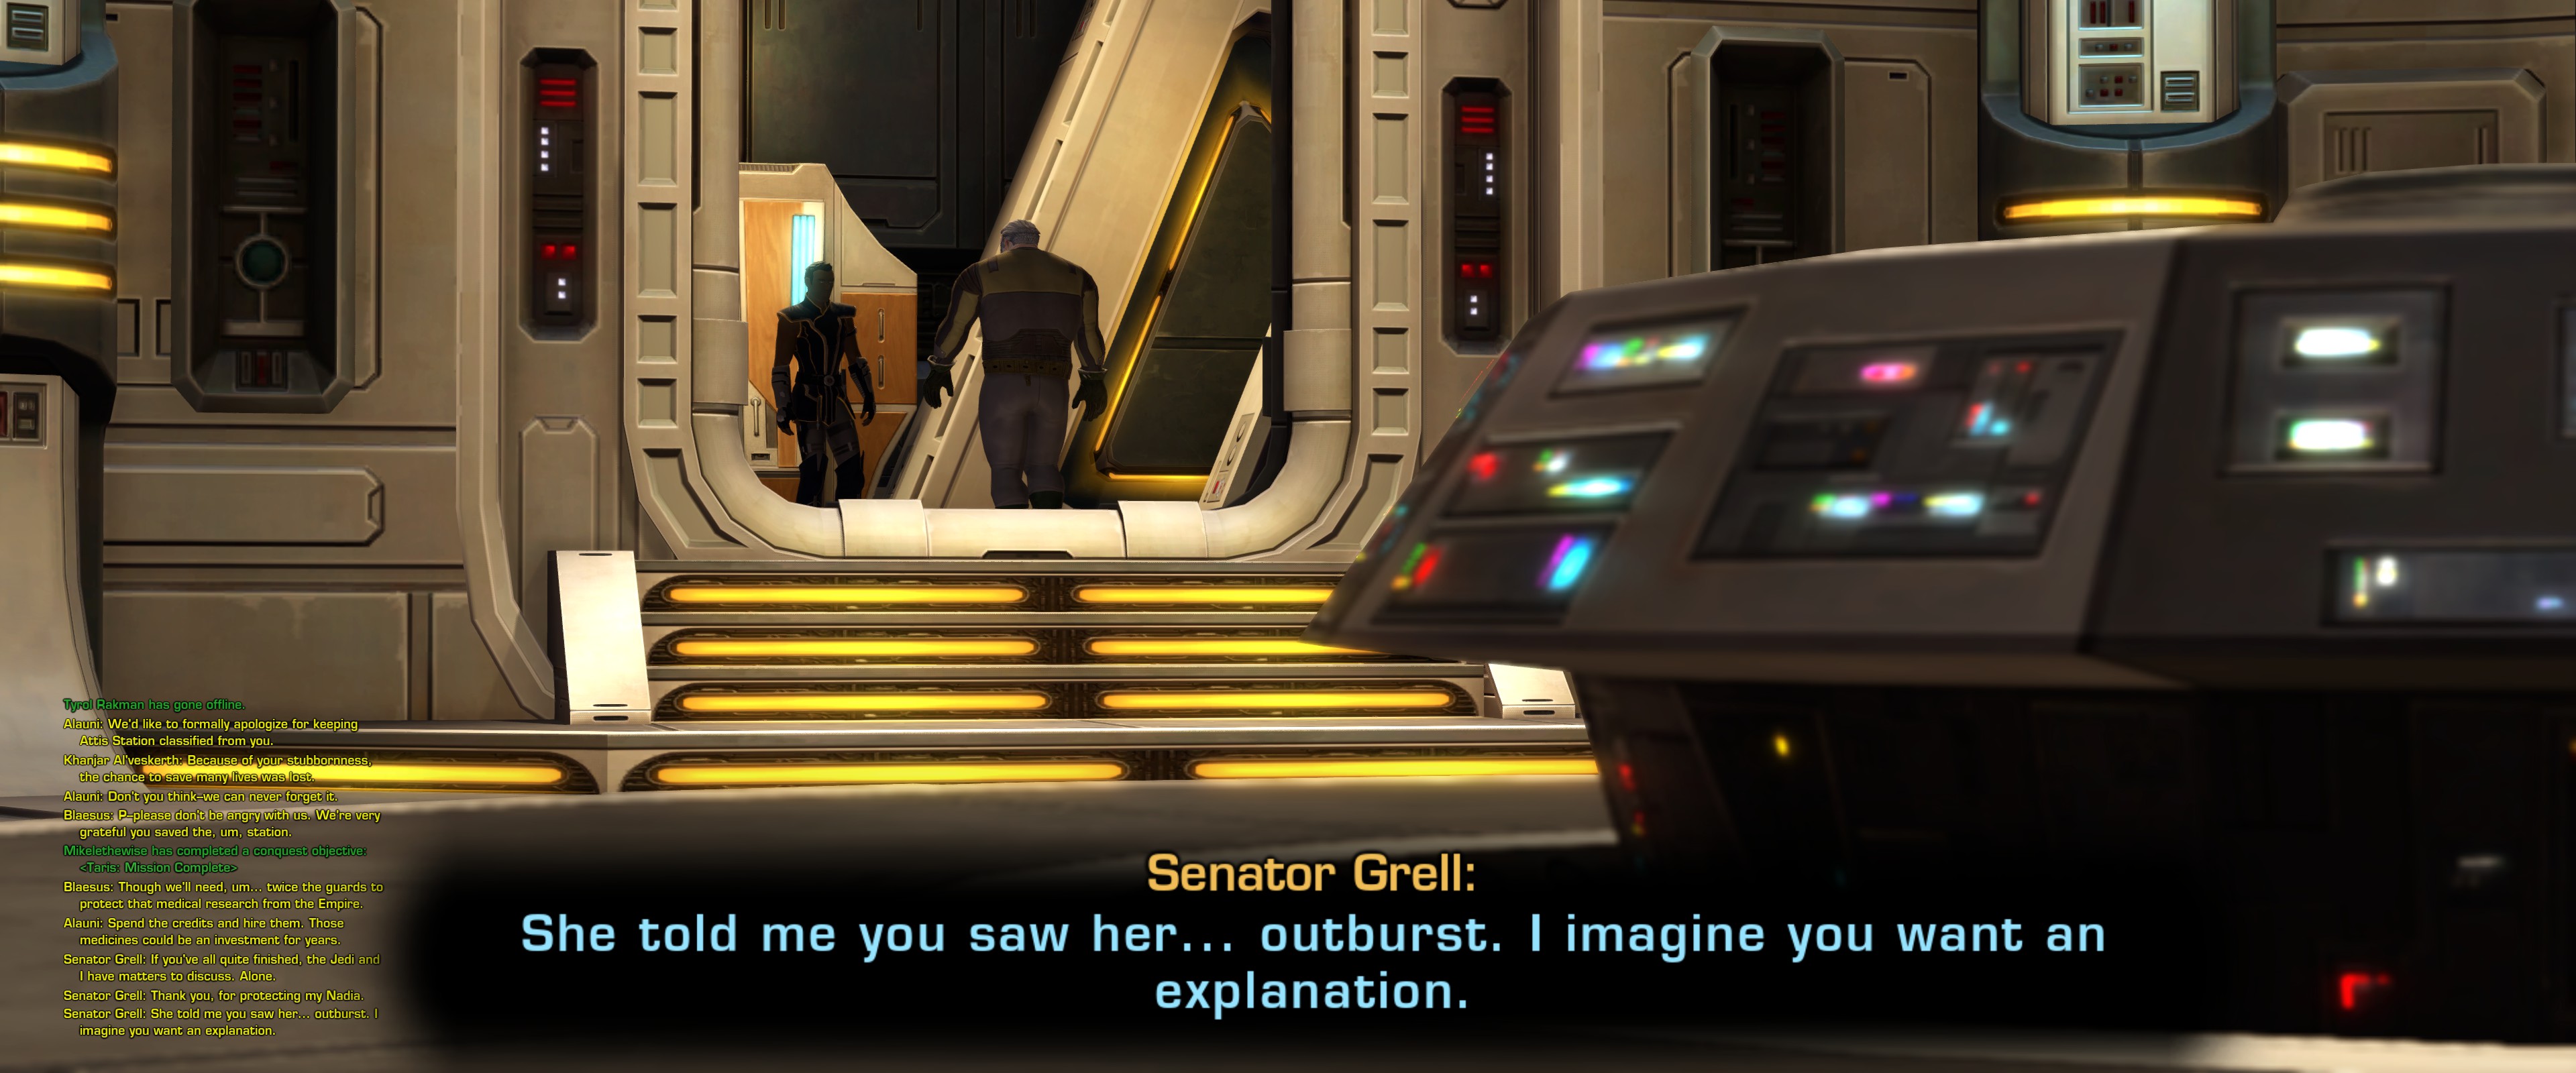 Tyrol Rakman has gone offline.
Alauni: We'd like to formally apologize for keeping
Attis Station classified from you.
Khanjar Al'veskerth: Because of your stubbornness,
the chance to save many lives was lost.
Alauni: Don't you think–we can never forget it.
Blaesus: P–please don't be angry with us. We're very
grateful you saved the, um, station.
Mikelethewise has completed a conquest objective:
<Taris: Mission Complete>
Blaesus: Though we'll need, um... twice the guards to
protect that medical research from the Empire.
Alauni: Spend the credits and hire them. Those
medicines could be an investment for years.
Senator Grell: If you've all quite finished, the Jedi and
I have matters to discuss. Alone.
Senator Grell: Thank you, for protecting my Nadia.
Senator Grell: She told me you saw her... outburst. I
imagine you want an explanation.
Senator Grell:
She told me you saw her... outburst. I imagine you want an
explanation.